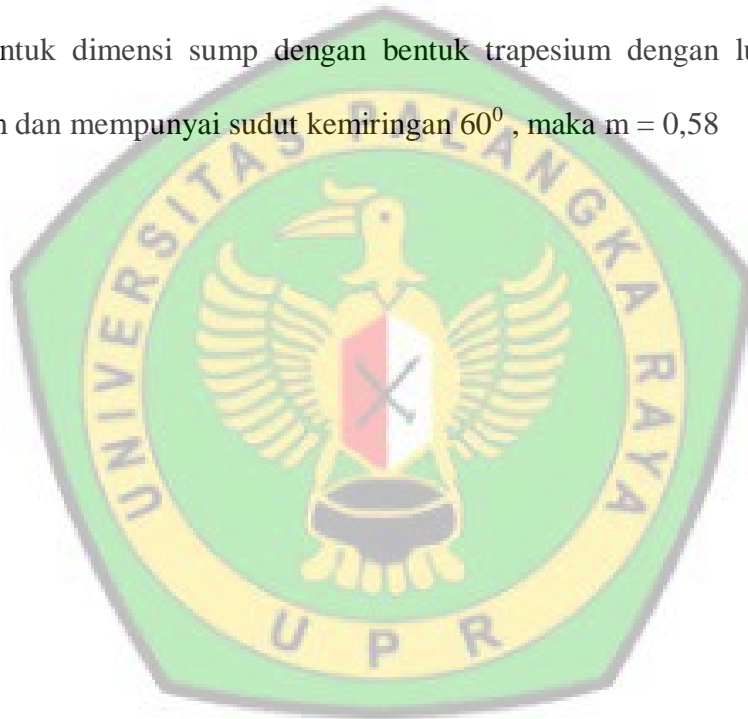 ntuk dimensi sump dengan bentuk trapesium dengan lu
n dan mempunyai sudut kemiringan 60⁰ , maka m = 0,58
UNIVERSITAS PALANGKA RAYA
UPR